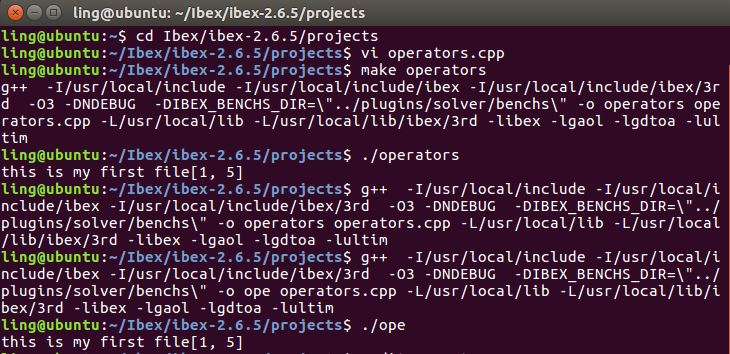 ling@ubuntu: ~/Ibex/ibex-2.6.5/projects
ling@ubuntu:~$ cd Ibex/ibex-2.6.5/projects
ling@ubuntu:~/Ibex/ibex-2.6.5/projects$ vi operators.cpp
ling@ubuntu:~/Ibex/ibex-2.6.5/projects$ make operators
g++  -I/usr/local/include -I/usr/local/include/ibex -I/usr/local/include/ibex/3r
d  -O3 -DNDEBUG  -DIBEX_BENCHS_DIR=\"../plugins/solver/benchs\" -o operators ope
rators.cpp -L/usr/local/lib -L/usr/local/lib/ibex/3rd -libex -lgaol -lgdtoa -lul
tim
ling@ubuntu:~/Ibex/ibex-2.6.5/projects$ ./operators
this is my first file[1, 5]
ling@ubuntu:~/Ibex/ibex-2.6.5/projects$ g++  -I/usr/local/include -I/usr/local/i
nclude/ibex -I/usr/local/include/ibex/3rd  -O3 -DNDEBUG  -DIBEX_BENCHS_DIR=\"../
plugins/solver/benchs\" -o operators operators.cpp -L/usr/local/lib -L/usr/local
/lib/ibex/3rd -libex -lgaol -lgdtoa -lultim
ling@ubuntu:~/Ibex/ibex-2.6.5/projects$ g++  -I/usr/local/include -I/usr/local/i
nclude/ibex -I/usr/local/include/ibex/3rd  -O3 -DNDEBUG  -DIBEX_BENCHS_DIR=\"../
plugins/solver/benchs\" -o ope operators.cpp -L/usr/local/lib -L/usr/local/lib/i
bex/3rd -libex -lgaol -lgdtoa -lultim
ling@ubuntu:~/Ibex/ibex-2.6.5/projects$ ./ope
this is my first file[1, 5]